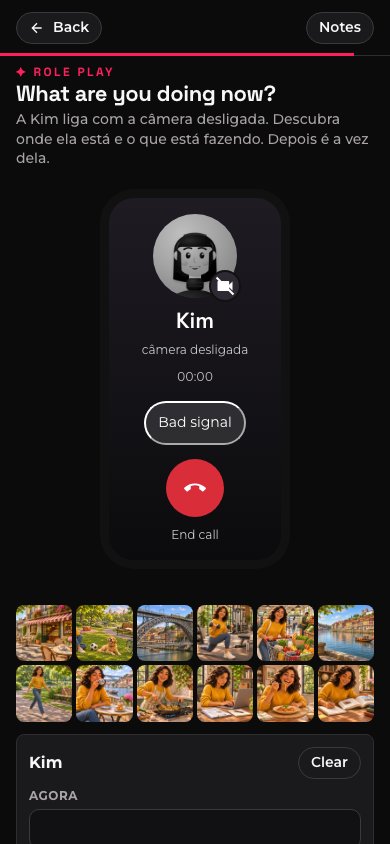 Back
Notes
ROLE PLAY
What are you doing now?
A Kim liga com a câmera desligada. Descubra
onde ela está e o que está fazendo. Depois é a vez
dela.
Kim
câmera desligada
00:00
Bad signal
End call
Kim
Clear
AGORA